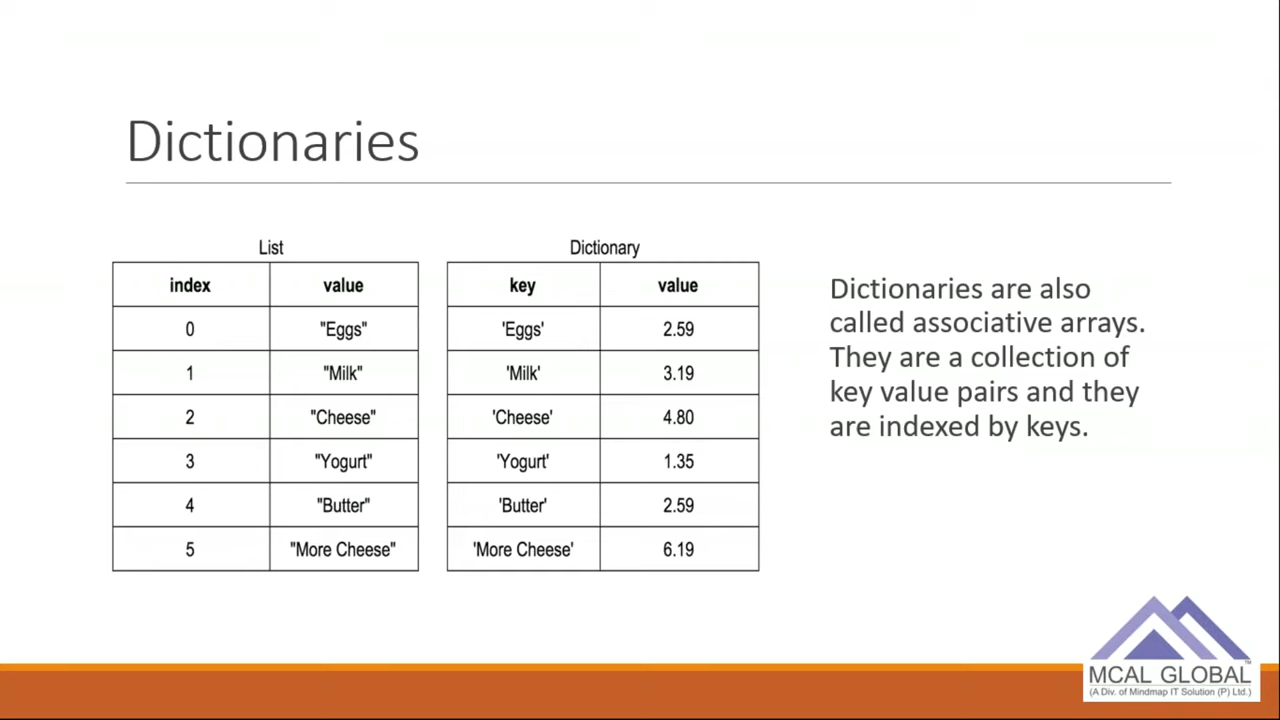 Dictionaries
List
index value
0 "Eggs"
1 "Milk"
2 "Cheese"
3 "Yogurt"
4 "Butter"
5 "More Cheese"
Dictionary
key value
'Eggs' 2.59
'Milk' 3.19
'Cheese' 4.80
'Yogurt' 1.35
'Butter' 2.59
'More Cheese' 6.19
Dictionaries are also
called associative arrays.
They are a collection of
key value pairs and they
are indexed by keys.
MCAL GLOBAL™
(A Div. of Mindmap IT Solution (P) Ltd.)